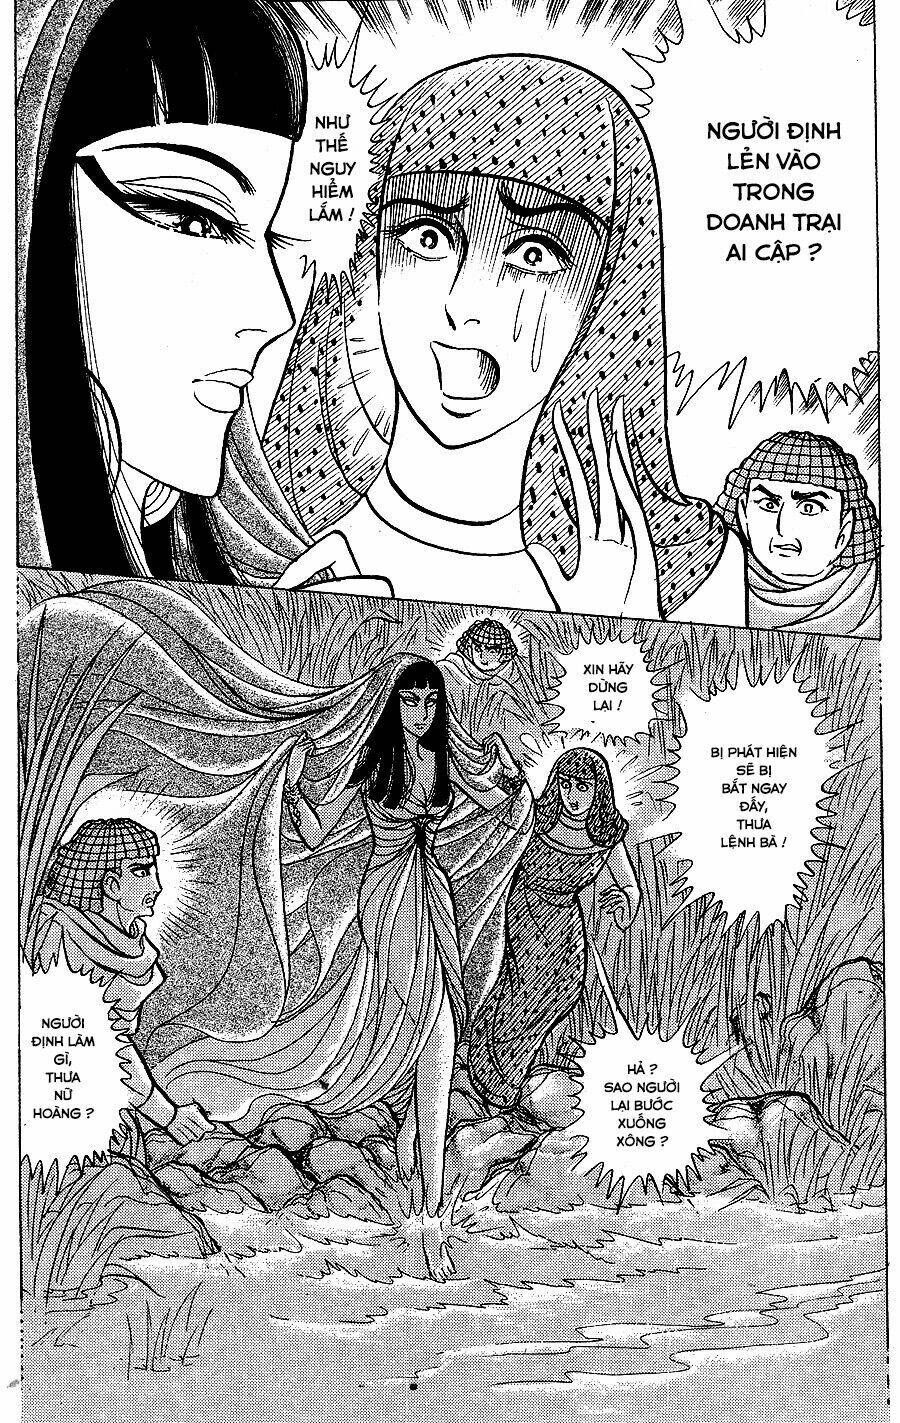 NGƯỜI ĐỊNH
LẺN VÀO
TRONG
DOANH TRẠI
AI CẬP ?
NHƯ
THẾ
NGUY
HIỂM
LẮM !
XIN HÃY
DỪNG
LẠI !
BỊ PHÁT HIỆN
SẼ BỊ
BẮT NGAY
ĐẤY,
THƯA
LỆNH BÀ !
NGƯỜI
ĐỊNH LÀM
GÌ,
THƯA
NỮ
HOÀNG ?
HẢ ?
SAO NGƯỜI
LẠI BƯỚC
XUỐNG
XÔNG ?